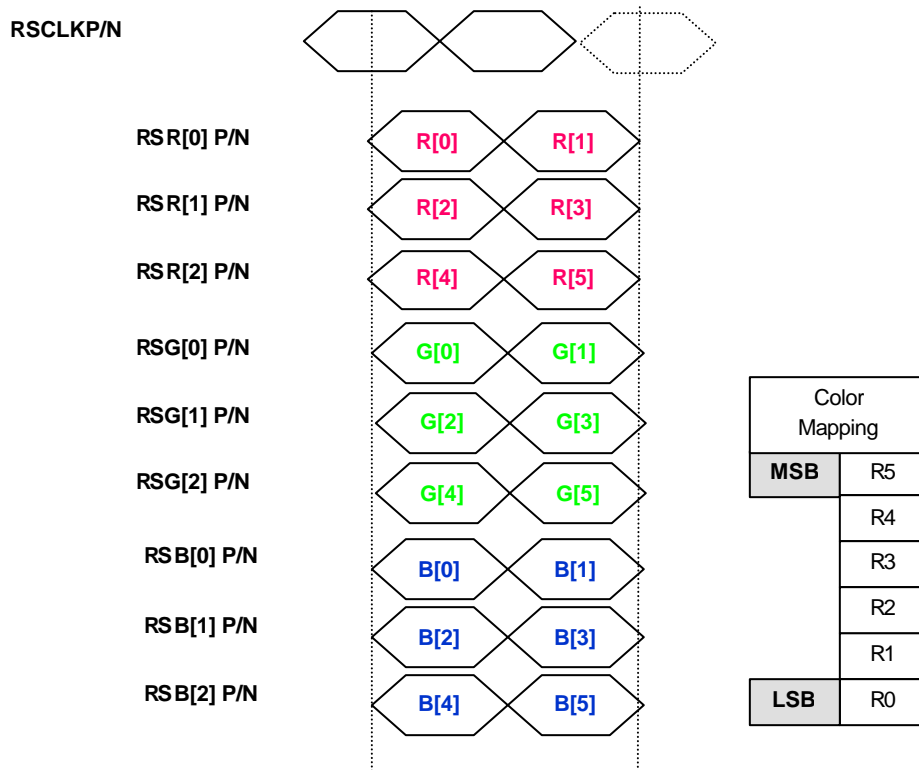 RSCLKP/N
RSR[0] P/N R[0] R[1]
RSR[1] P/N R[2] R[3]
RSR[2] P/N R[4] R[5]
RSG[0] P/N G[0] G[1]
RSG[1] P/N G[2] G[3]
RSG[2] P/N G[4] G[5]
RSB[0] P/N B[0] B[1]
RSB[1] P/N B[2] B[3]
RSB[2] P/N B[4] B[5]
Color
Mapping
MSB R5
R4
R3
R2
R1
LSB R0